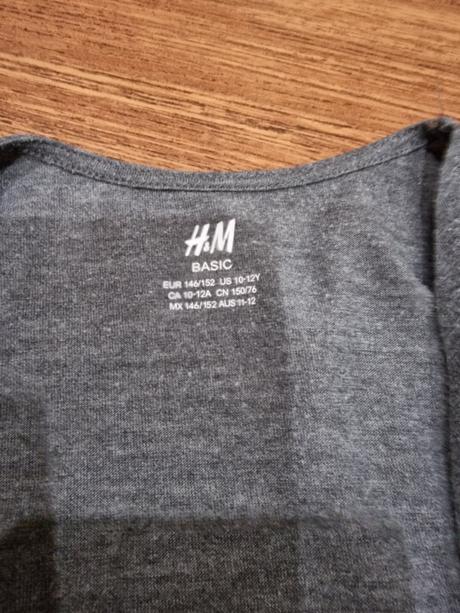 H&M
BASIC
EUR 146/152 US 10-12Y
CA 10-12A CN 150/76
MX 146/152 AUS 11-12